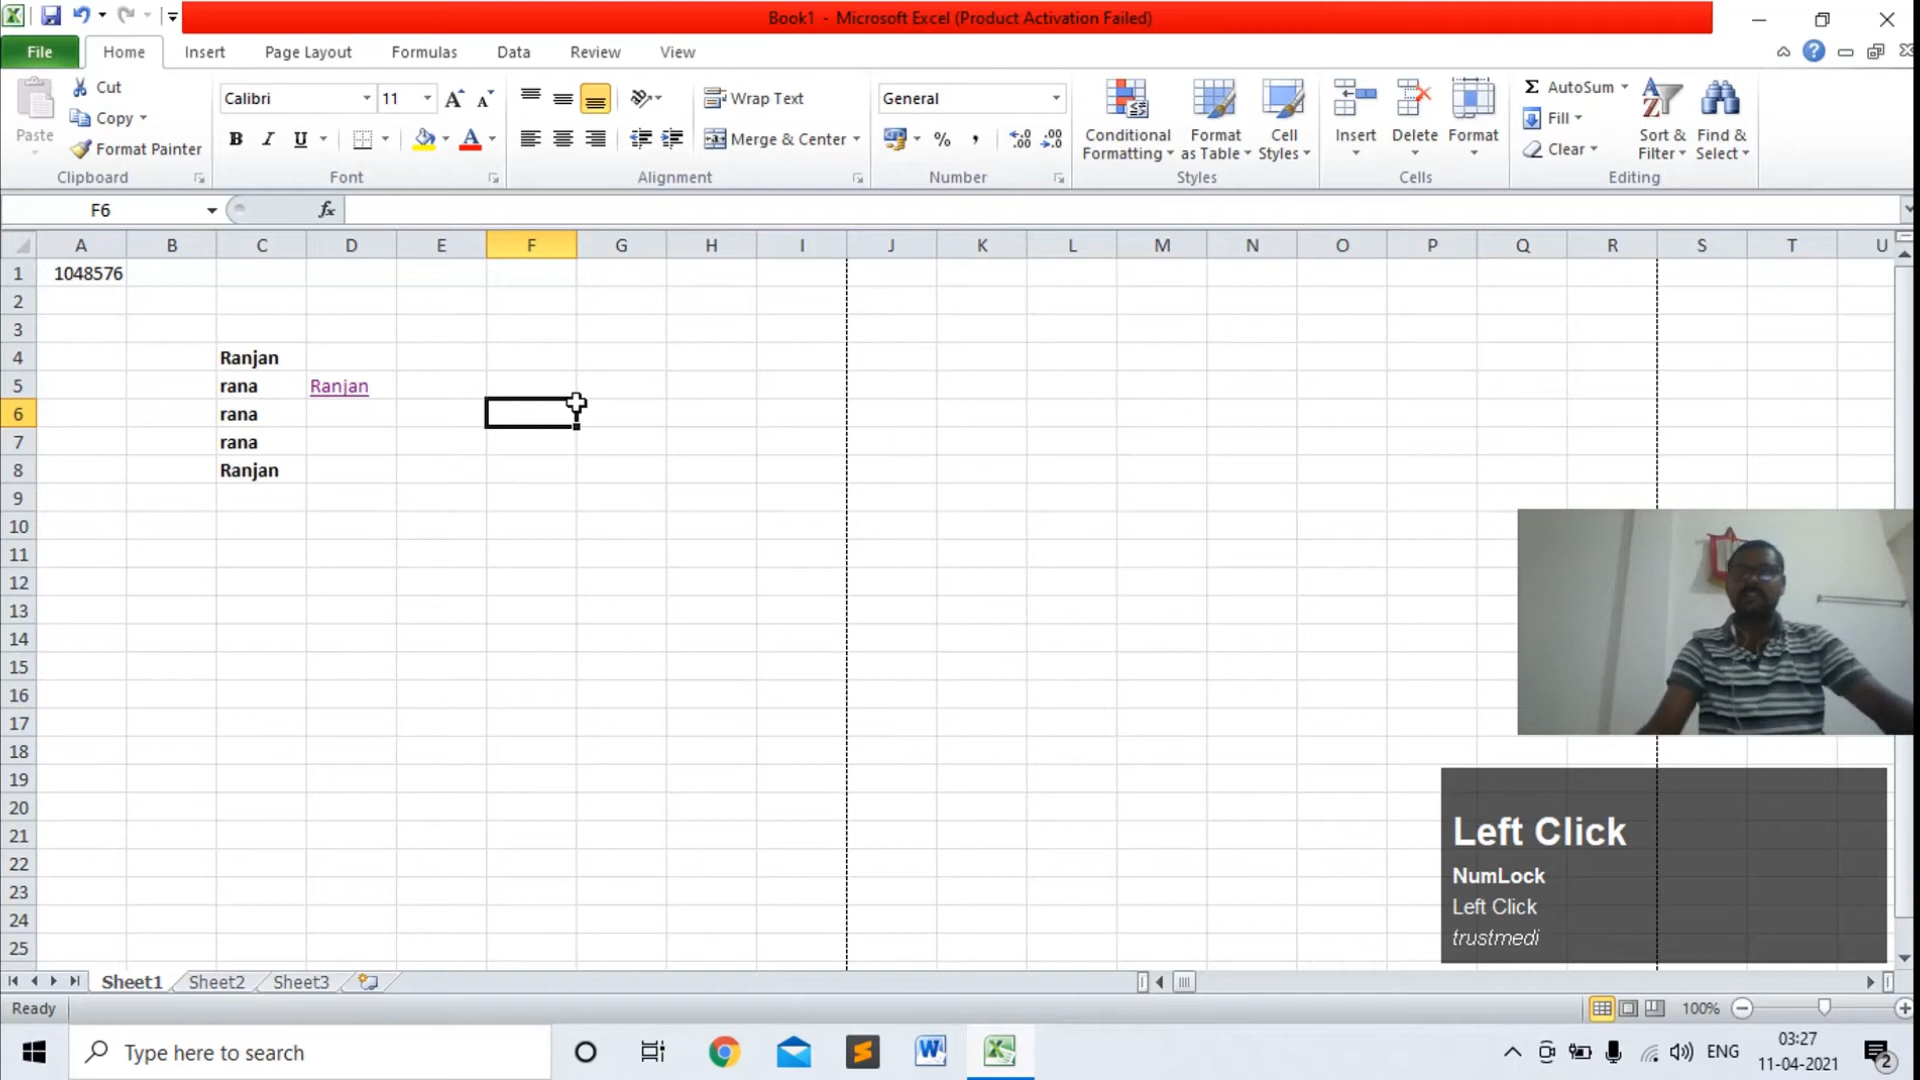 Book1 - Microsoft Excel (Product Activation Failed)
File Home Insert Page Layout Formulas Data Review View
Paste
Cut
Copy
Format Painter
Clipboard
Calibri 11
B I U
Font
Wrap Text
Merge & Center
Alignment
General
%
Number
Conditional Formatting
Format as Table
Cell Styles
Styles
Insert
Delete
Format
Cells
AutoSum
Fill
Clear
Sort & Filter
Find & Select
Editing
F6 fx
A B C D E F G H I J K L M N O P Q R S T U
1 1048576
2
3
4 Ranjan
5 rana Ranjan
6 rana
7 rana
8 Ranjan
9
10
11
12
13
14
15
16
17
18
19
20
21
22
23
24
25
Left Click
NumLock
Left Click
trustmedi
Sheet1 Sheet2 Sheet3
Ready 100%
Type here to search
ENG
03:27
11-04-2021
2